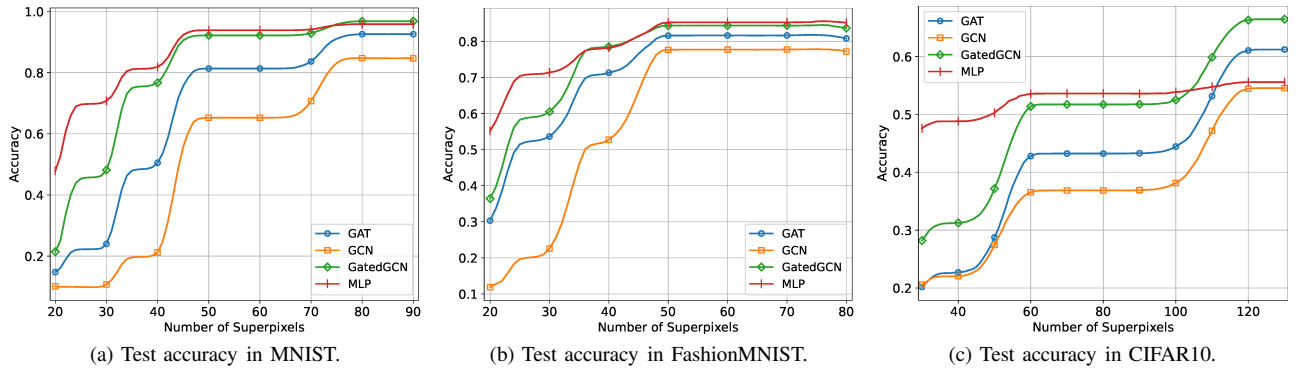 1.0
0.8
0.6
0.4
0.2
Accuracy
20 30 40 50 60 70 80 90
Number of Superpixels
GAT
GCN
GatedGCN
MLP
(a) Test accuracy in MNIST.
0.8
0.7
0.6
0.5
0.4
0.3
0.2
0.1
Accuracy
20 30 40 50 60 70 80
Number of Superpixels
GAT
GCN
GatedGCN
MLP
(b) Test accuracy in FashionMNIST.
GAT
GCN
GatedGCN
MLP
0.6
0.5
0.4
0.3
0.2
Accuracy
40 60 80 100 120
Number of Superpixels
(c) Test accuracy in CIFAR10.